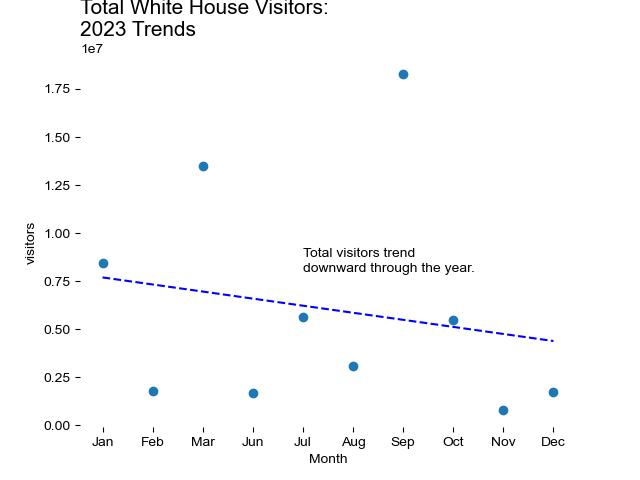 Total White House Visitors:
2023 Trends
1e7
1.75
1.50
1.25
1.00
0.75
0.50
0.25
0.00
visitors
Total visitors trend
downward through the year.
Jan Feb Mar Jun Jul Aug Sep Oct Nov Dec
Month